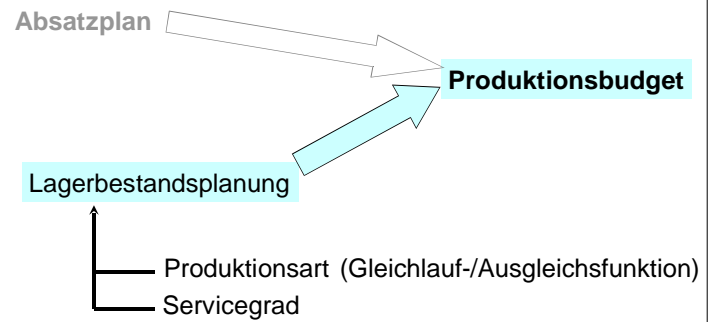 Absatzplan
Produktionsbudget
Lagerbestandsplanung
Produktionsart (Gleichlauf-/Ausgleichsfunktion)
Servicegrad